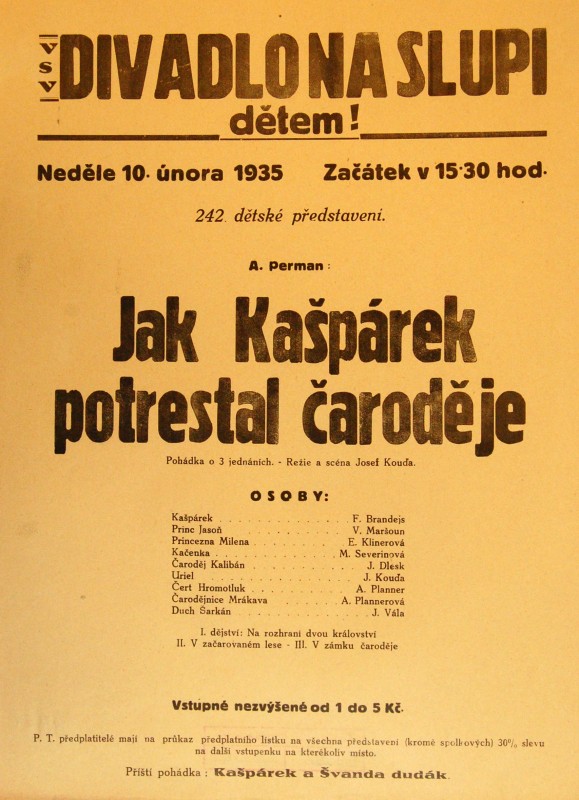 VSV DIVADLO NA SLUPI
dětem!
Neděle 10. února 1935 Začátek v 15·30 hod.
242. dětské představení.
A. Perman:
Jak Kašpárek
potrestal čaroděje
Pohádka o 3 jednáních. - Režie a scéna Josef Kouďa.
OSOBY:
Kašpárek . . . . . . . . . . . . . F. Brandejs
Princ Jasoň . . . . . . . . . . . . V. Maršoun
Princezna Milena . . . . . . . . . E. Klinerová
Kačenka . . . . . . . . . . . . . M. Severinová
Čaroděj Kalibán . . . . . . . . . . . J. Dlesk
Uriel . . . . . . . . . . . . . . . J. Kouďa
Čert Hromotluk . . . . . . . . . . A. Planner
Čarodějnice Mrákava . . . . . . A. Plannerová
Duch Šarkán . . . . . . . . . . . . J. Vála
I. dějství: Na rozhraní dvou království
II. V začarovaném lese - III. V zámku čaroděje
Vstupné nezvýšené od 1 do 5 Kč.
P. T. předplatitelé mají na průkaz předplatního lístku na všechna představení (kromě spolkových) 30% slevu
na další vstupenku na kterékoliv místo.
Příští pohádka: Kašpárek a Švanda dudák.